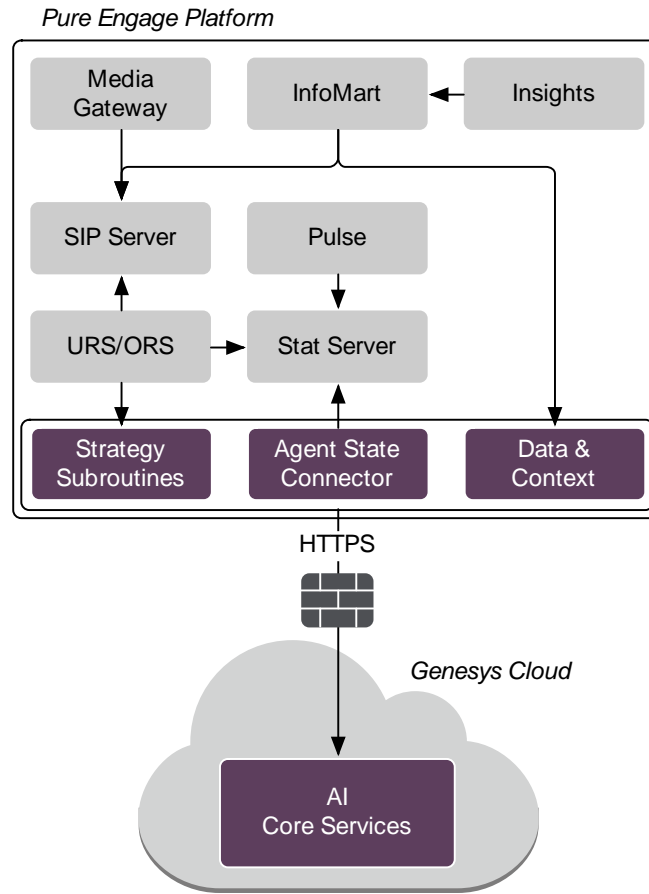 Pure Engage Platform
Media
Gateway
InfoMart
Insights
SIP Server
Pulse
URS/ORS
Stat Server
Strategy
Subroutines
Agent State
Connector
Data &
Context
HTTPS
Genesys Cloud
AI
Core Services